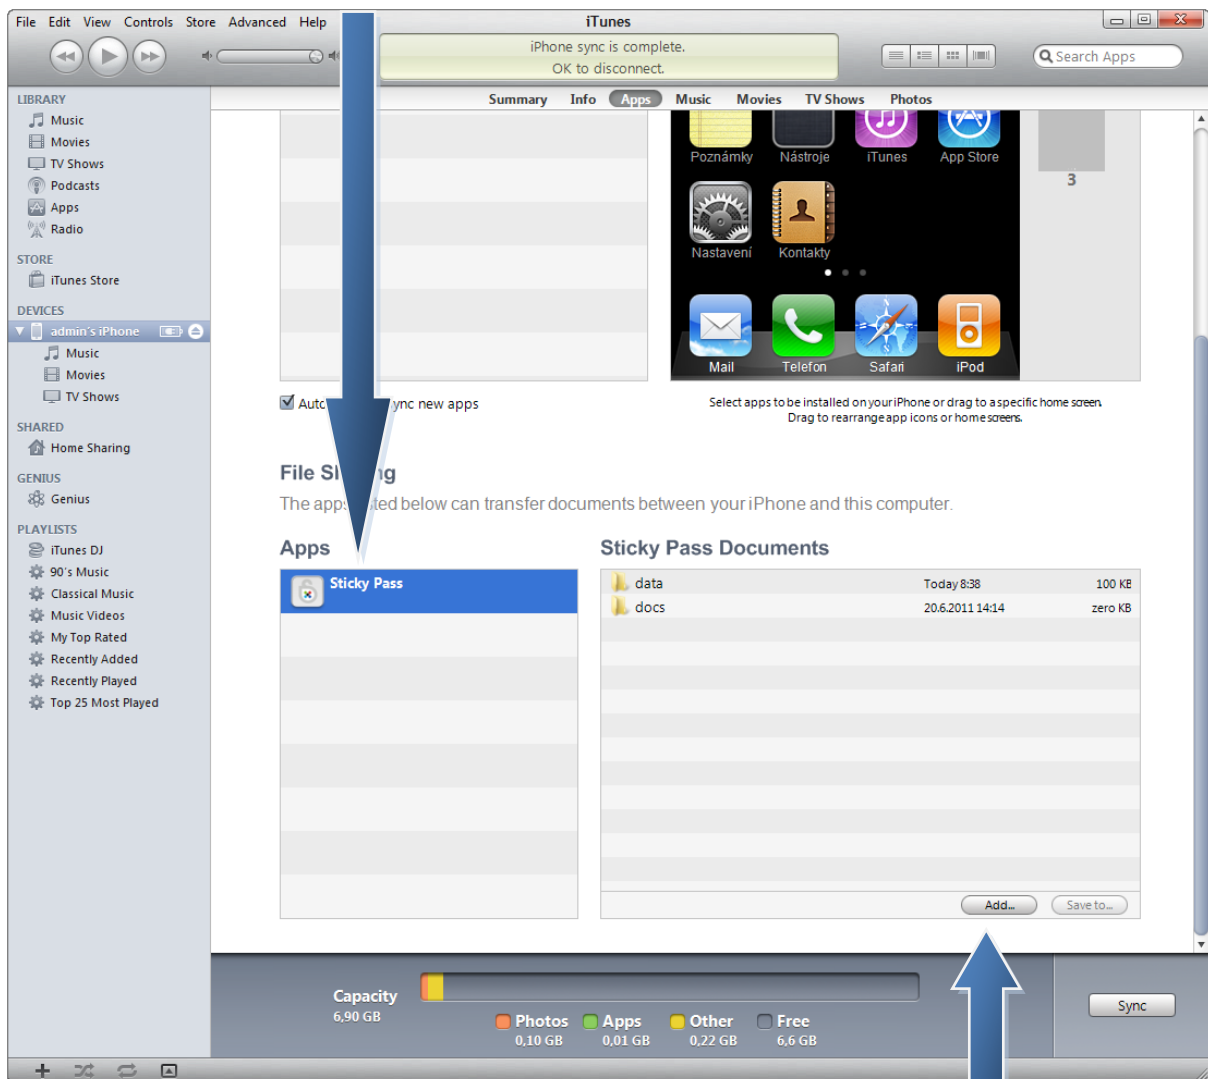 File Edit View Controls Store Advanced Help
iTunes
iPhone sync is complete.
OK to disconnect.
Search Apps
Summary Info Apps Music Movies TV Shows Photos
LIBRARY
Music
Movies
TV Shows
Podcasts
Apps
Radio
STORE
iTunes Store
DEVICES
admin's iPhone
Music
Movies
TV Shows
SHARED
Home Sharing
GENIUS
Genius
PLAYLISTS
iTunes DJ
90's Music
Classical Music
Music Videos
My Top Rated
Recently Added
Recently Played
Top 25 Most Played
Poznámky Nástroje iTunes App Store
3
Nastavení Kontakty
Mail Telefon Safari iPod
new apps
Select apps to be installed on your iPhone or drag to a specific home screen.
Drag to rearrange app icons or home screens.
File
The apps below can transfer documents between your iPhone and this computer.
Apps
Sticky Pass
Sticky Pass Documents
data Today 8:38 100 KB
docs 20.6.2011 14:14 zero KB
Add... Save to...
Capacity
6,90 GB
Photos Apps Other Free
0,10 GB 0,01 GB 0,22 GB 6,6 GB
Sync